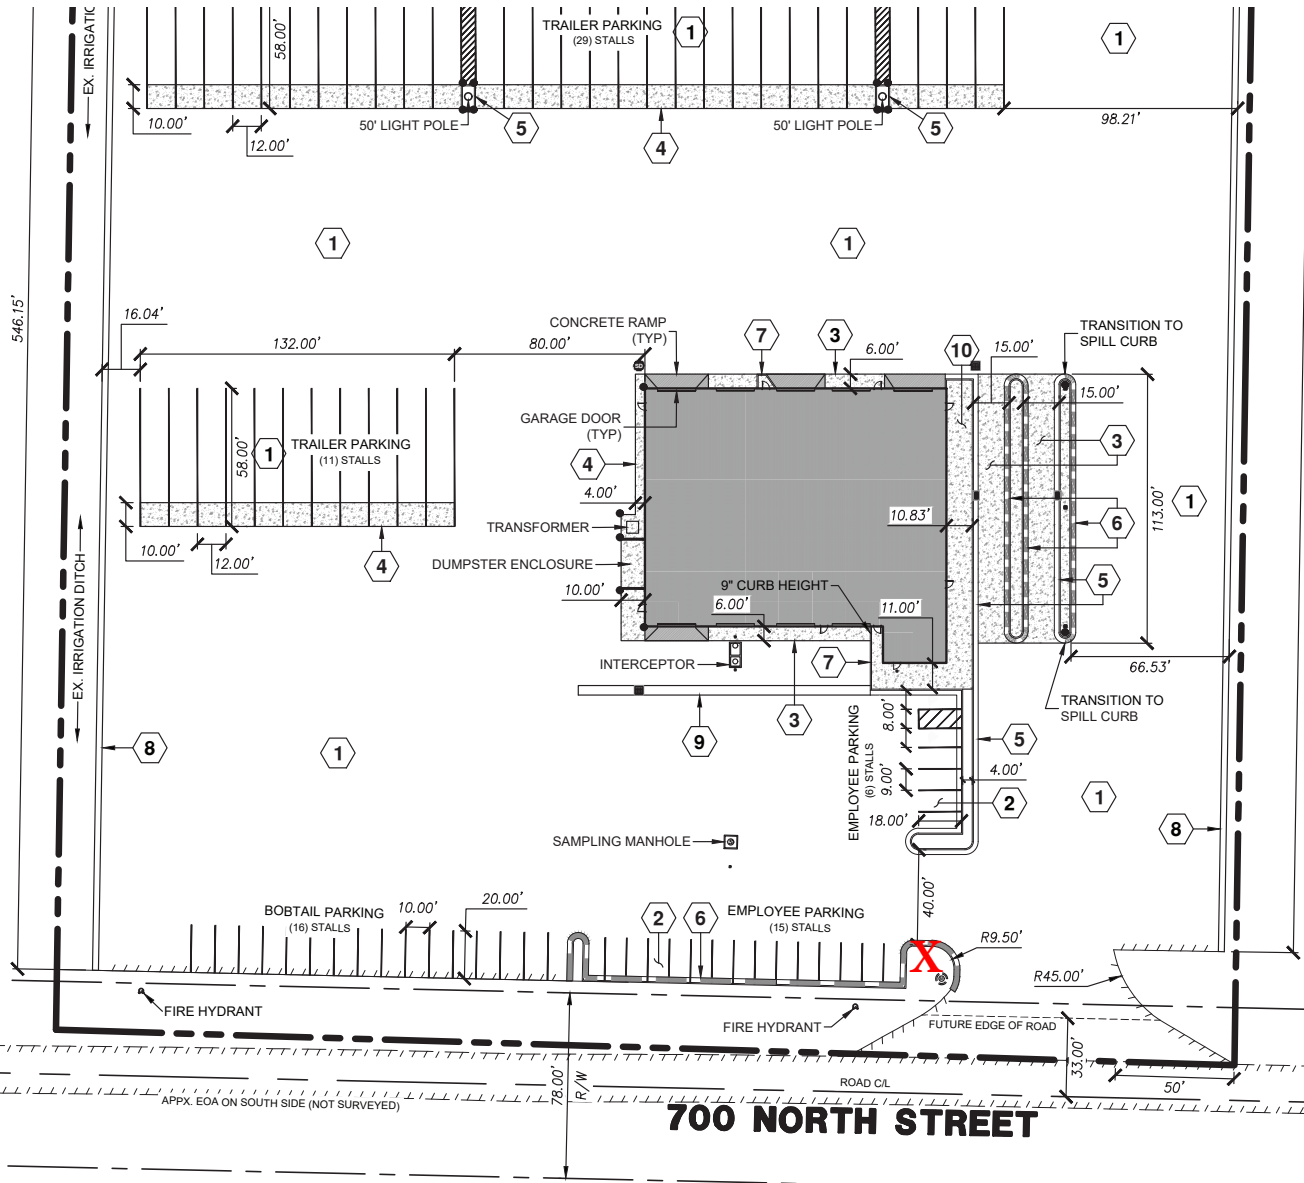 EX. IRRIGATIO
58.00'
TRAILER PARKING
(29) STALLS
1
1
10.00'
12.00'
50' LIGHT POLE
5
4
50' LIGHT POLE
5
98.21'
1
1
546.15'
16.04'
132.00'
80.00'
CONCRETE RAMP
(TYP)
7
3
6.00'
10
15.00'
TRANSITION TO
SPILL CURB
15.00'
GARAGE DOOR
(TYP)
58.00'
1
TRAILER PARKING
(11) STALLS
4
3
4.00'
1
113.00'
10.83'
6
TRANSFORMER
10.00'
12.00'
4
DUMPSTER ENCLOSURE
5
EX. IRRIGATION DITCH
10.00'
9" CURB HEIGHT
6.00'
11.00'
INTERCEPTOR
7
66.53'
TRANSITION TO
SPILL CURB
8
1
9
3
EMPLOYEE PARKING
(6) STALLS
8.00'
9.00'
5
4.00'
2
1
18.00'
8
SAMPLING MANHOLE
40.00'
BOBTAIL PARKING
(16) STALLS
10.00'
20.00'
2
6
EMPLOYEE PARKING
(15) STALLS
X
R9.50'
R45.00'
FIRE HYDRANT
FIRE HYDRANT
FUTURE EDGE OF ROAD
33.00'
78.00'
R/W
ROAD C/L
50'
APPX. EOA ON SOUTH SIDE (NOT SURVEYED)
700 NORTH STREET